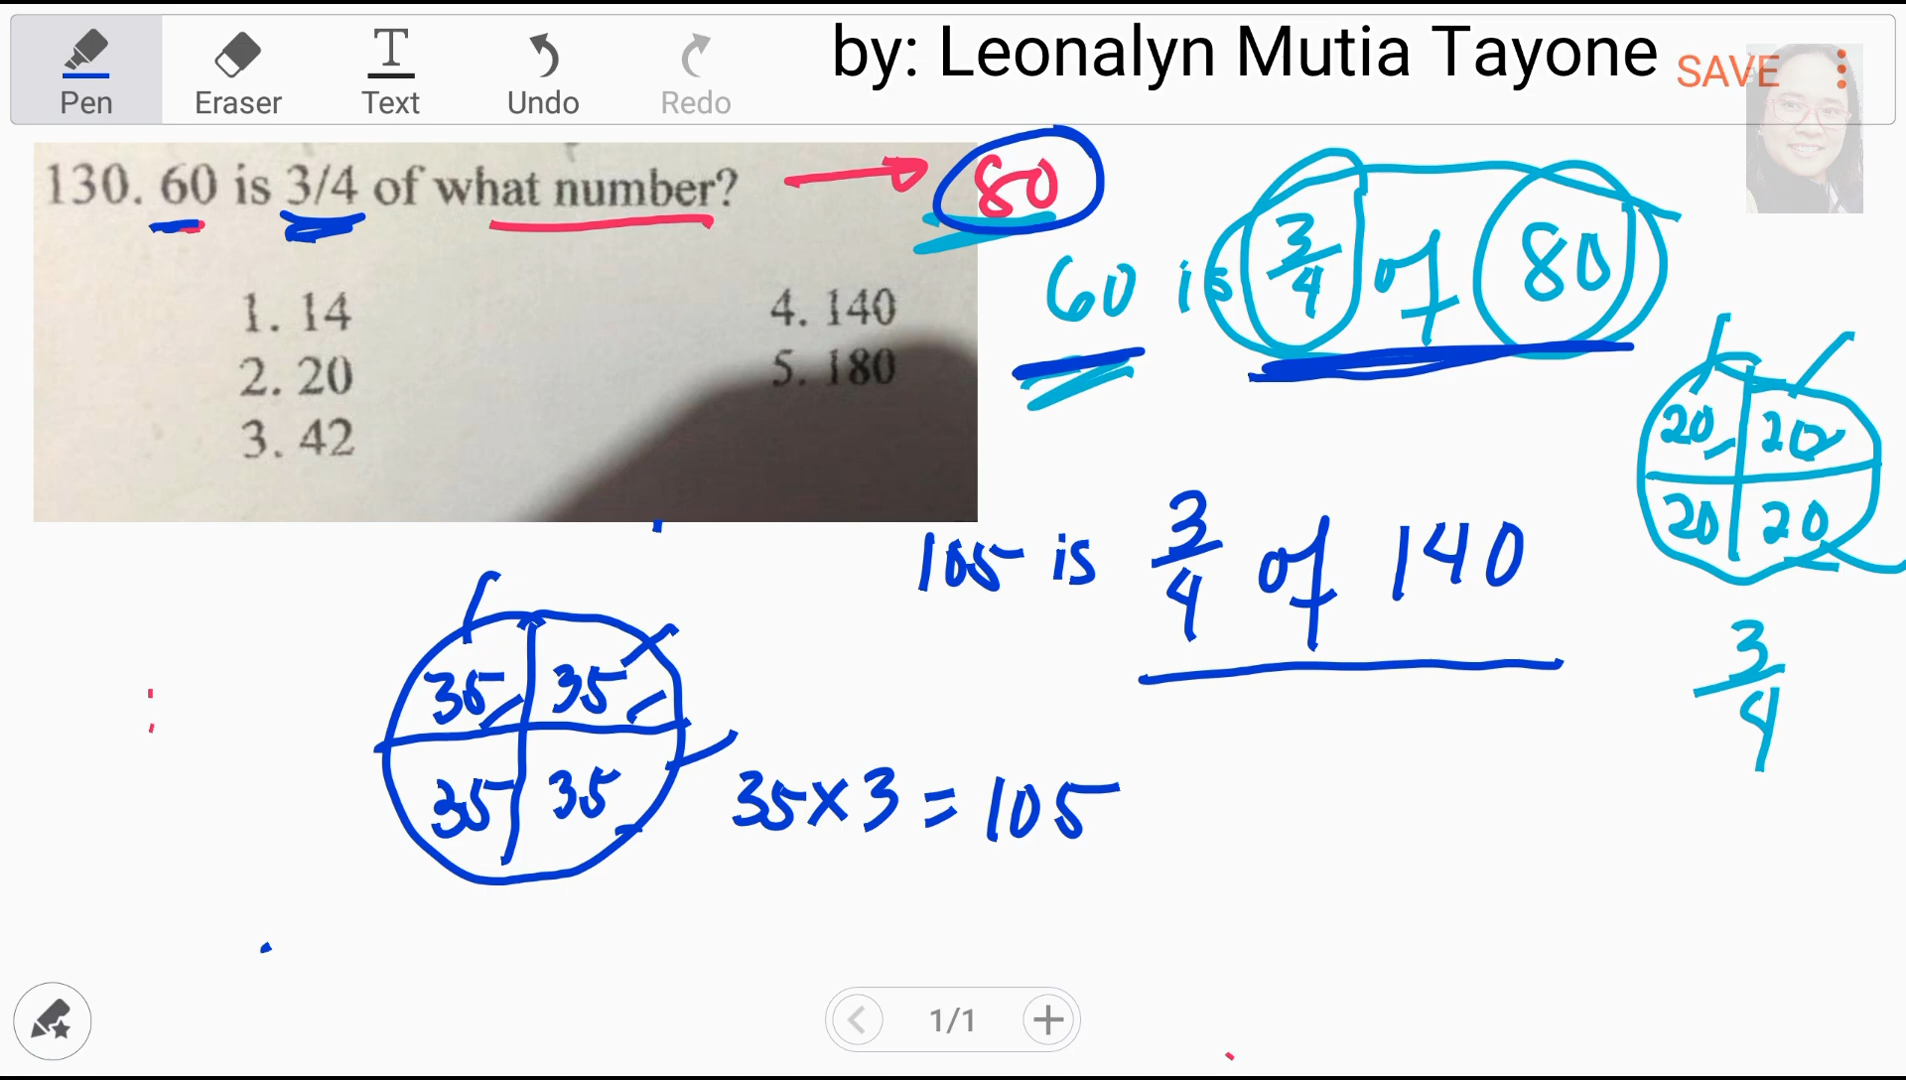 by: Leonalyn Mutia Tayone
SAVE
Pen
Eraser
Text
Undo
Redo
130. 60 is 3/4 of what number?
80
1. 14
2. 20
3. 42
4. 140
5. 180
60 is 3/4 of 80
20 20
20 20
3/4
105 is 3/4 of 140
35 35
35 35
35 x 3 = 105
1/1